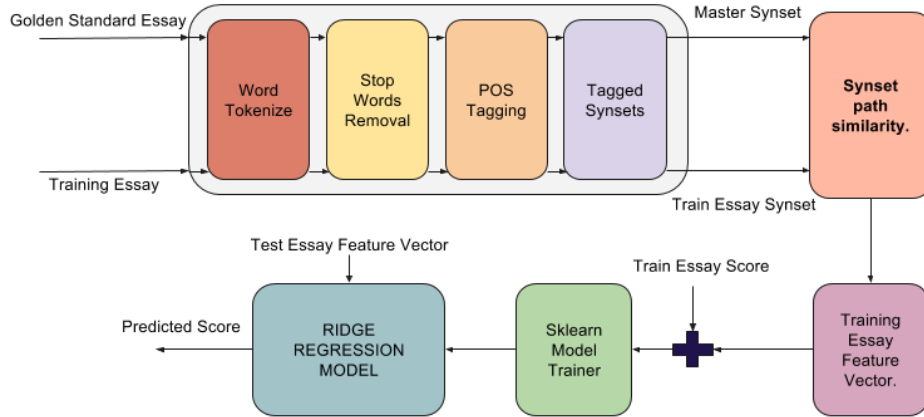 Golden Standard Essay
Master Synset
Word
Tokenize
Stop
Words
Removal
POS
Tagging
Tagged
Synsets
Synset
path
similarity.
Training Essay
Train Essay Synset
Test Essay Feature Vector
Train Essay Score
Predicted Score
RIDGE
REGRESSION
MODEL
Sklearn
Model
Trainer
Training
Essay
Feature
Vector.